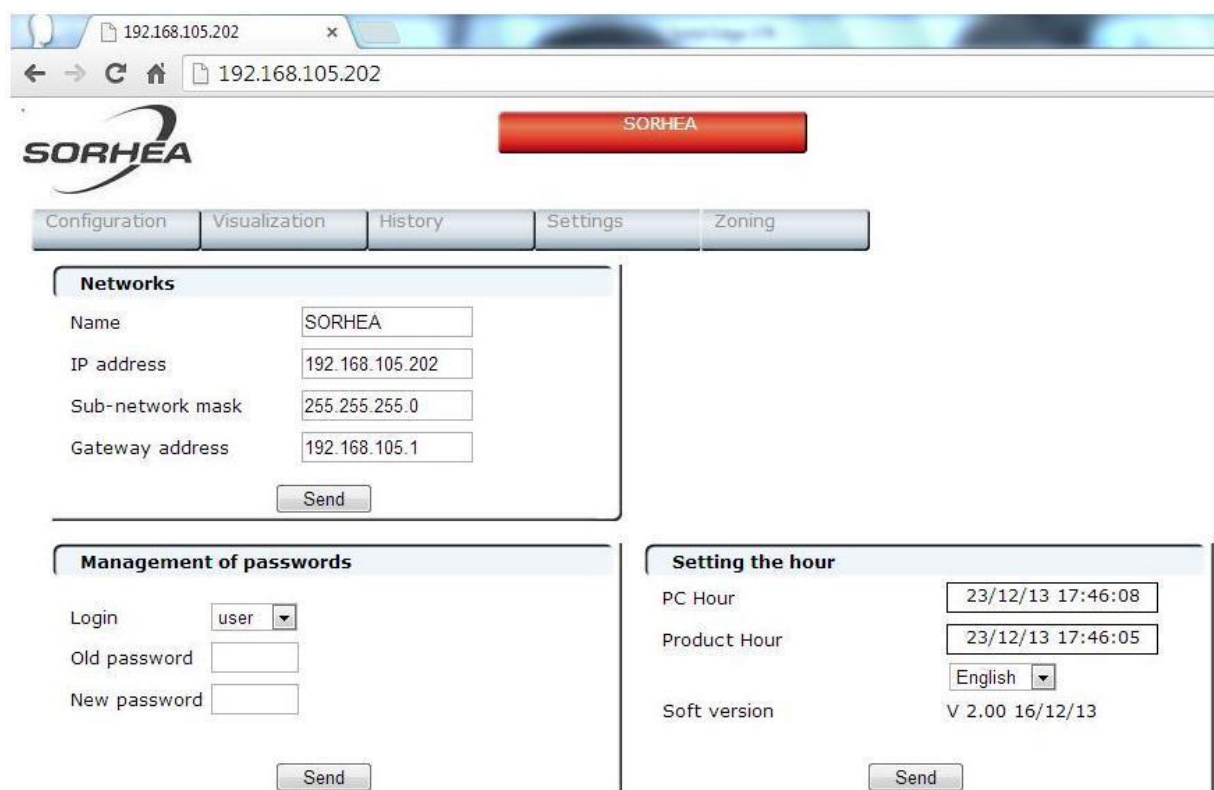 192.168.105.202
192.168.105.202
SORHEA
SORHEA
Configuration Visualization History Settings Zoning
Networks
Name SORHEA
IP address 192.168.105.202
Sub-network mask 255.255.255.0
Gateway address 192.168.105.1
Send
Management of passwords
Login user
Old password
New password
Send
Setting the hour
PC Hour 23/12/13 17:46:08
Product Hour 23/12/13 17:46:05
English
Soft version V 2.00 16/12/13
Send